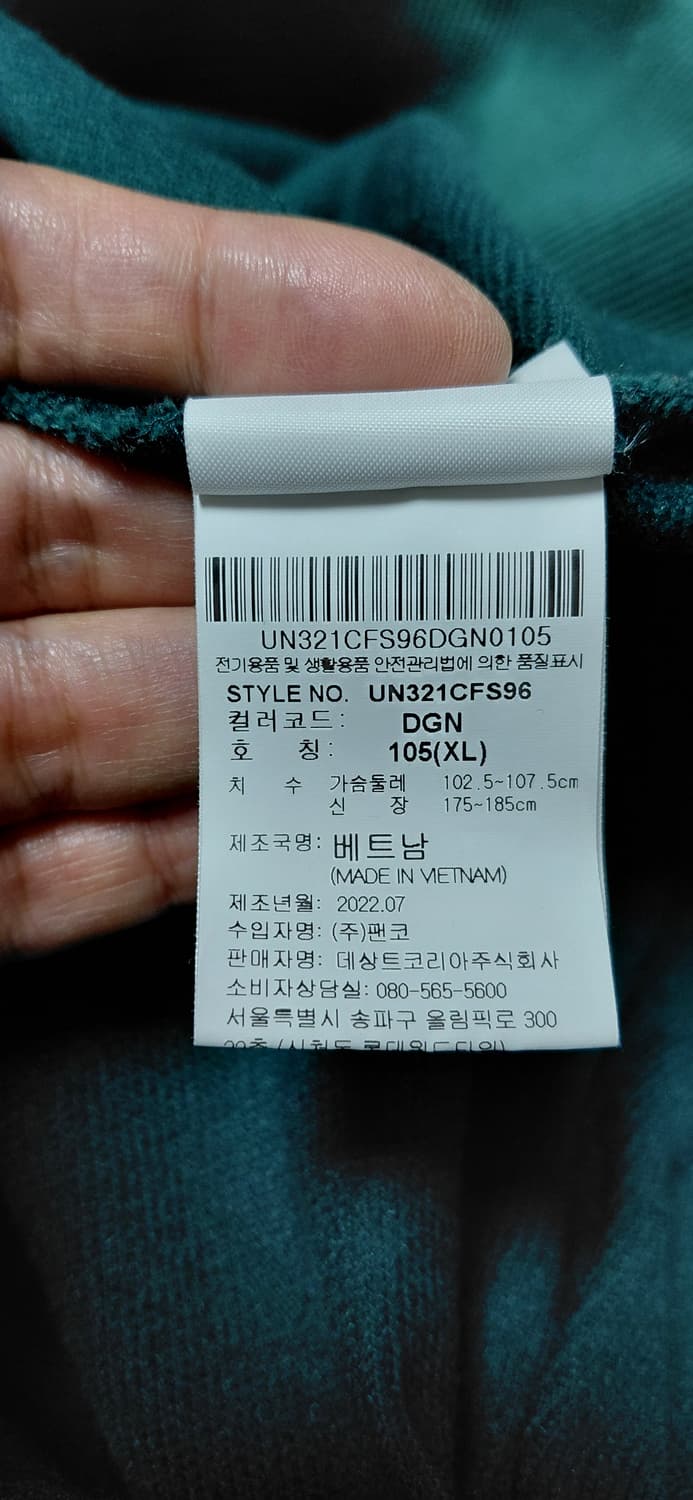 UN321CFS96DGN0105
전기용품 및 생활용품 안전관리법에 의한 품질표시
STYLE NO. UN321CFS96
컬러코드: DGN
호 칭: 105(XL)
치 수 가슴둘레 102.5~107.5cm
신 장 175~185cm
제조국명: 베트남
(MADE IN VIETNAM)
제조년월: 2022.07
수입자명: (주)팬코
판매자명: 데상트코리아주식회사
소비자상담실: 080-565-5600
서울특별시 송파구 올림픽로 300